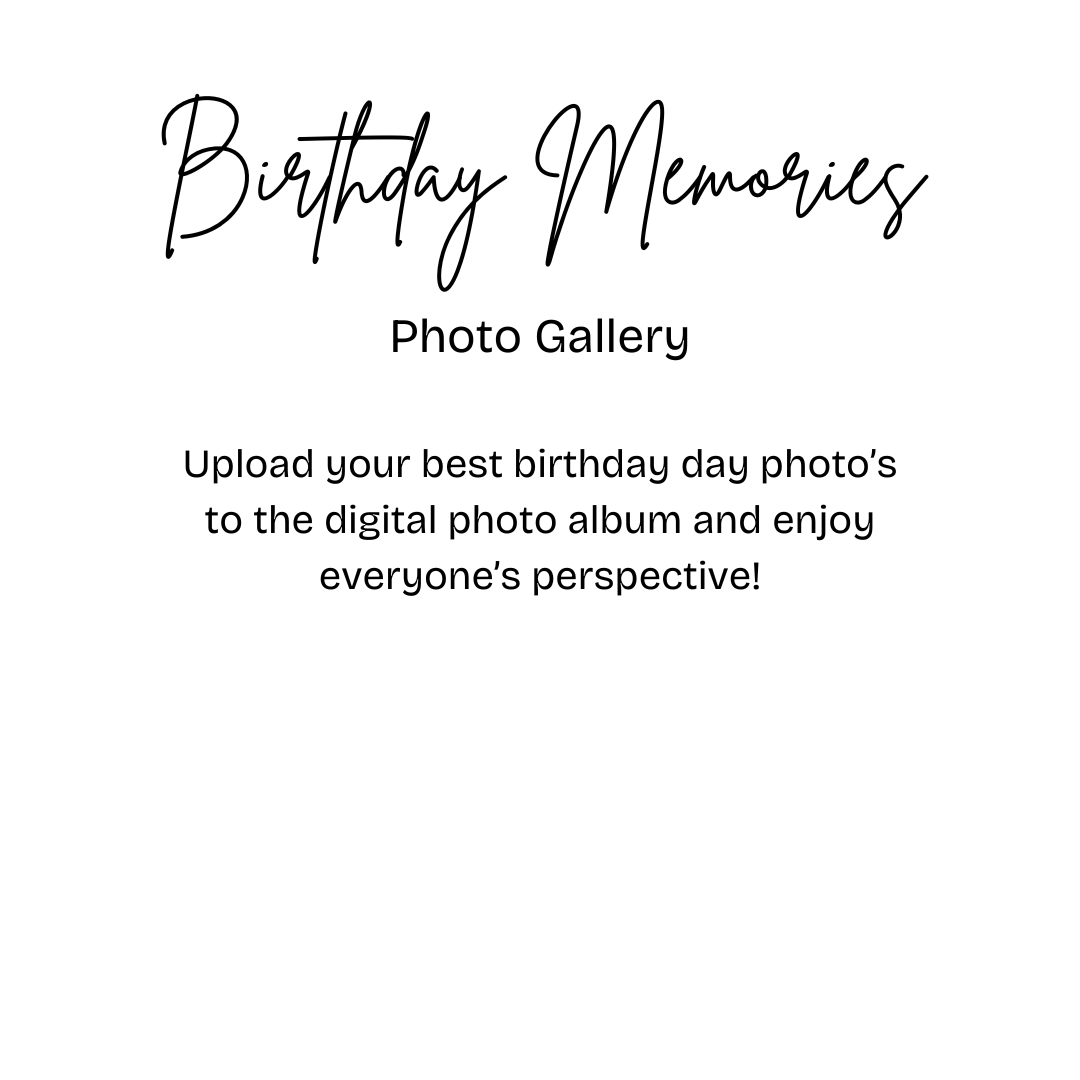 Birthday Memories
Photo Gallery
Upload your best birthday day photo’s
to the digital photo album and enjoy
everyone’s perspective!